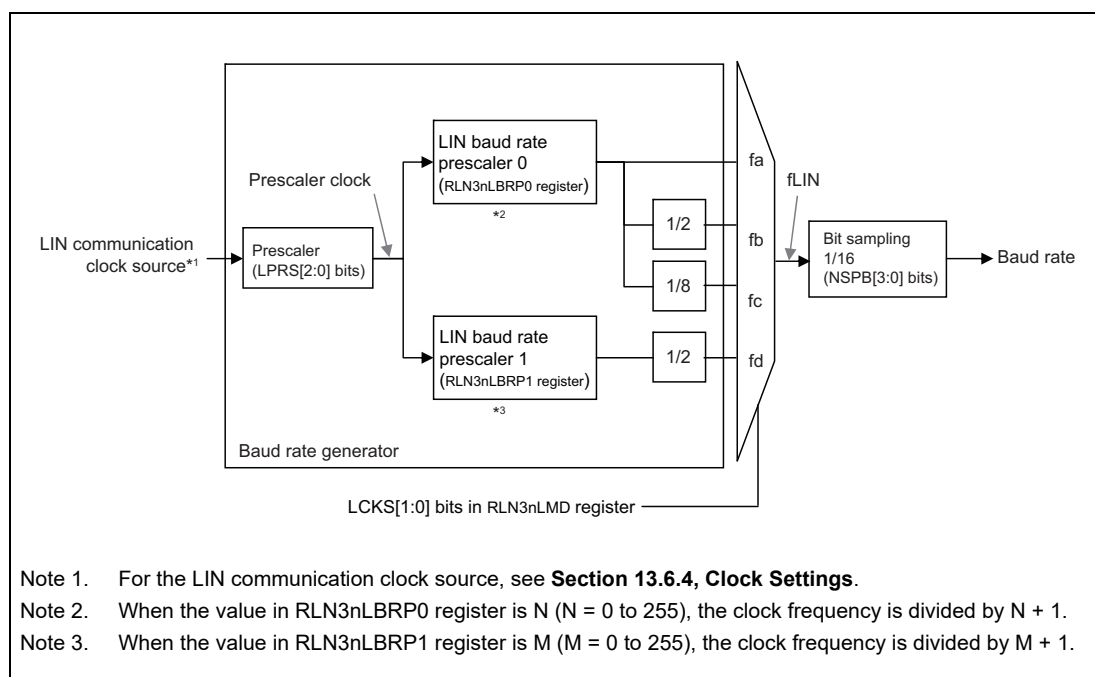 LIN baud rate
prescaler 0
(RLN3nLBRP0 register)
*2
Prescaler clock
LIN communication
clock source*1
Prescaler
(LPRS[2:0] bits)
LIN baud rate
prescaler 1
(RLN3nLBRP1 register)
*3
1/2
1/8
1/2
fa
fb
fc
fd
fLIN
Bit sampling
1/16
(NSPB[3:0] bits)
Baud rate
Baud rate generator
LCKS[1:0] bits in RLN3nLMD register
Note 1. For the LIN communication clock source, see Section 13.6.4, Clock Settings.
Note 2. When the value in RLN3nLBRP0 register is N (N = 0 to 255), the clock frequency is divided by N + 1.
Note 3. When the value in RLN3nLBRP1 register is M (M = 0 to 255), the clock frequency is divided by M + 1.